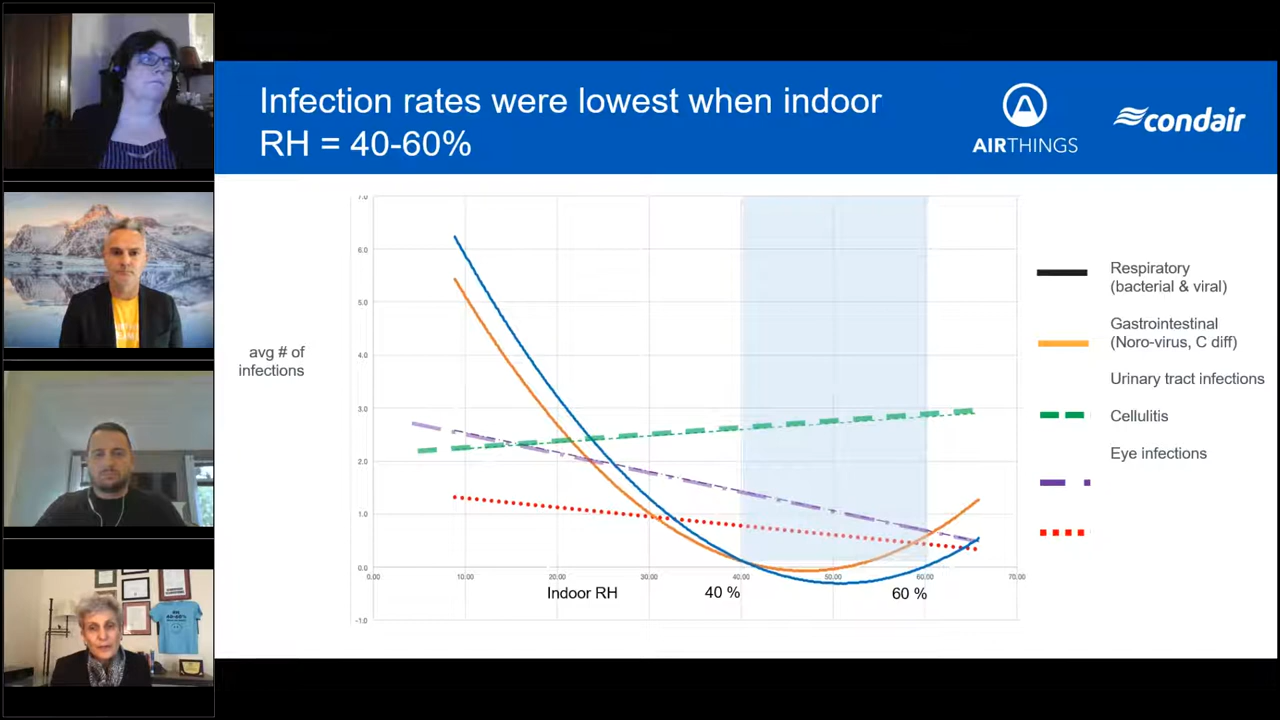 Infection rates were lowest when indoor
RH = 40-60%
AIRTHINGS
condair
avg # of
infections
7.0
6.0
5.0
4.0
3.0
2.0
1.0
0.0
-1.0
0,00
10,00
20,00
30,00
40,00
50,00
60,00
70,00
Indoor RH
40 %
60 %
Respiratory
(bacterial & viral)
Gastrointestinal
(Noro-virus, C diff)
Urinary tract infections
Cellulitis
Eye infections
RH
40-60%